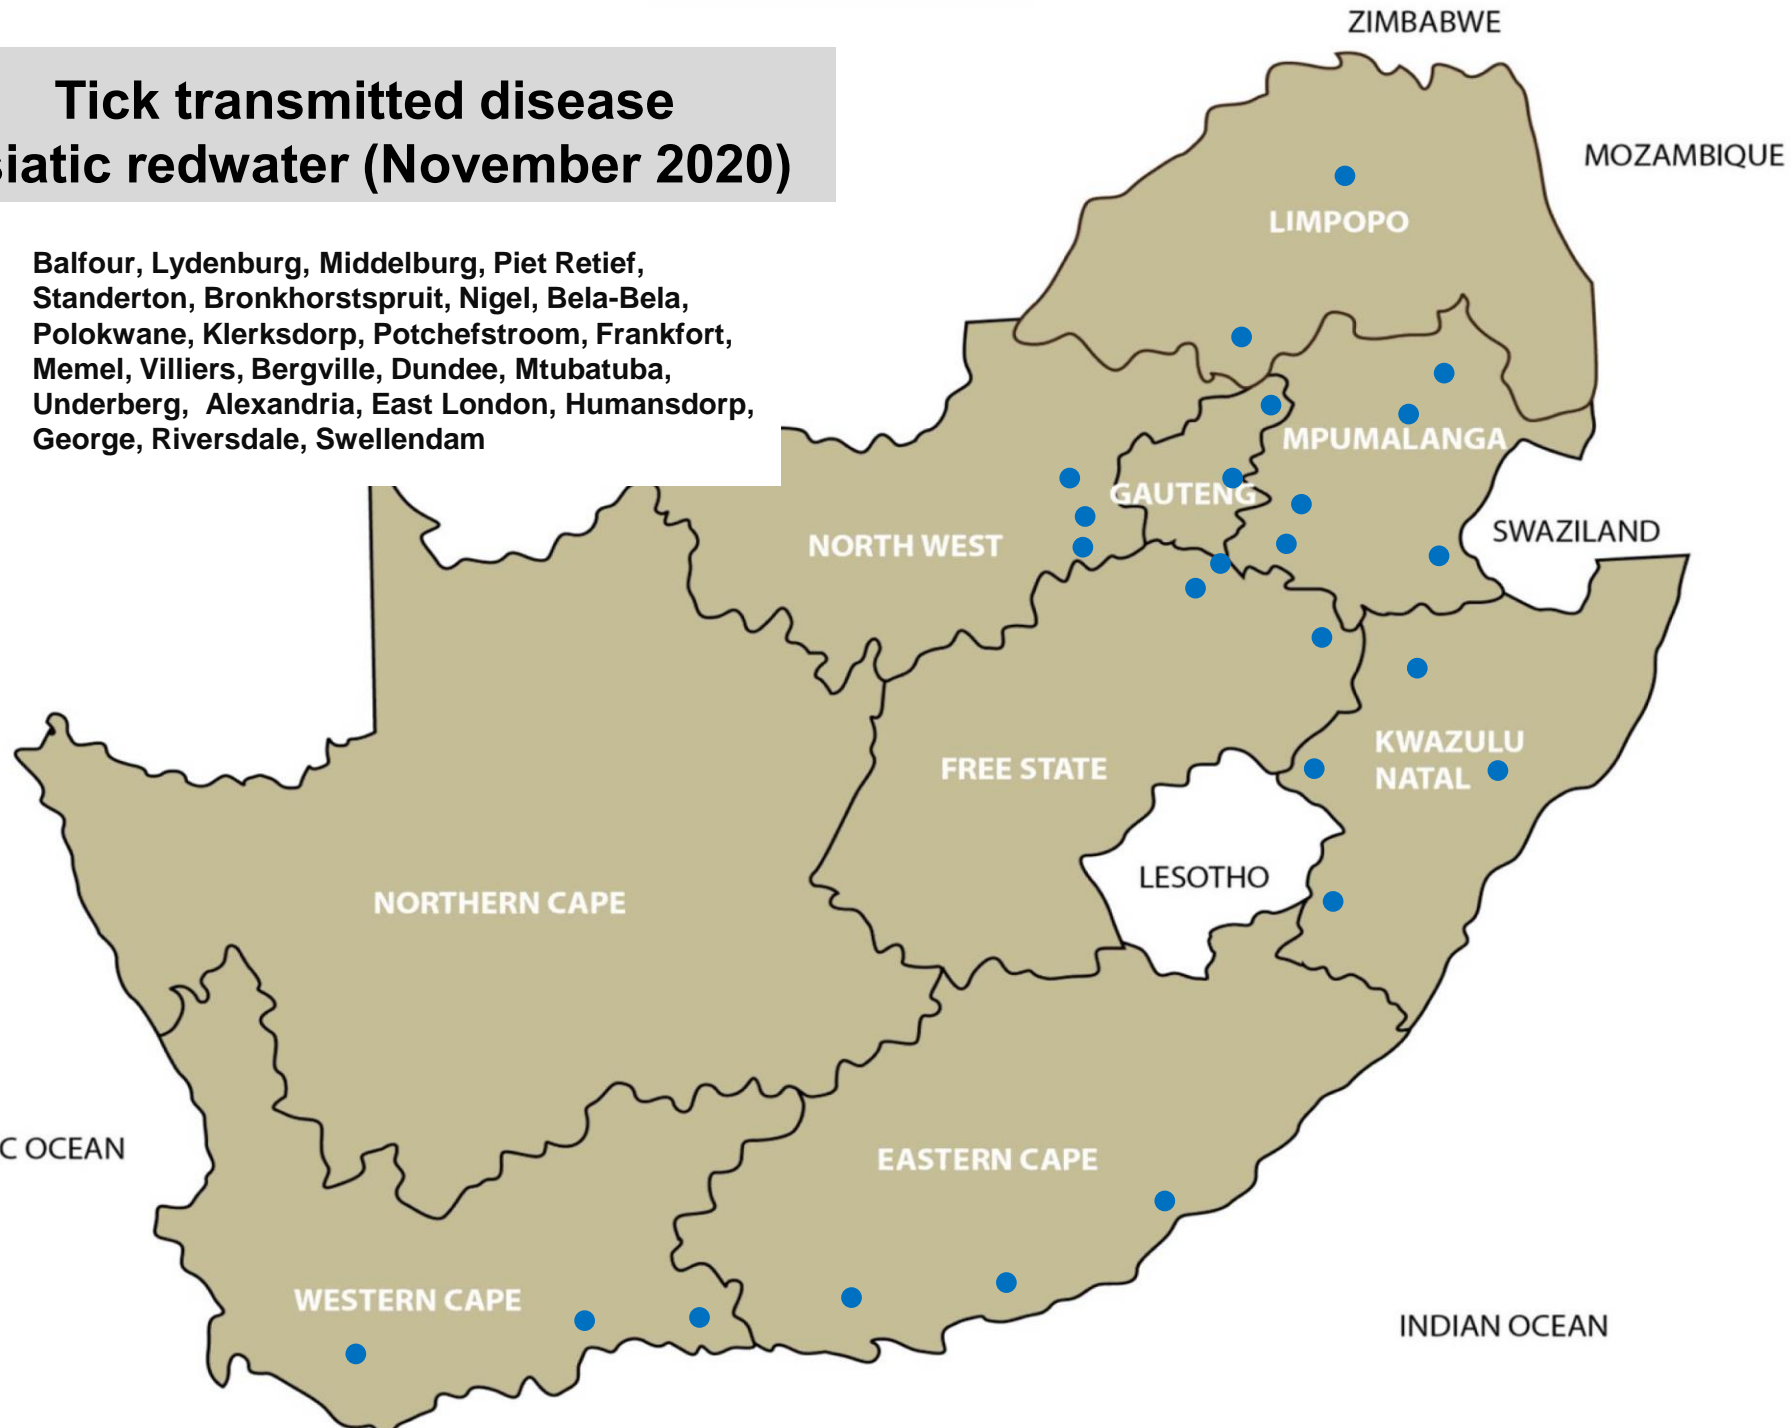 ZIMBABWE
Tick transmitted disease
siatic redwater (November 2020)
MOZAMBIQUE
LIMPOPO
Balfour, Lydenburg, Middelburg, Piet Retief,
Standerton, Bronkhorstspruit, Nigel, Bela-Bela,
Polokwane, Klerksdorp, Potchefstroom, Frankfort,
Memel, Villiers, Bergville, Dundee, Mtubatuba,
Underberg, Alexandria, East London, Humansdorp,
George, Riversdale, Swellendam
MPUMALANGA
GAUTENG
NORTH WEST
SWAZILAND
FREE STATE
KWAZULU
NATAL
LESOTHO
NORTHERN CAPE
C OCEAN
EASTERN CAPE
WESTERN CAPE
INDIAN OCEAN